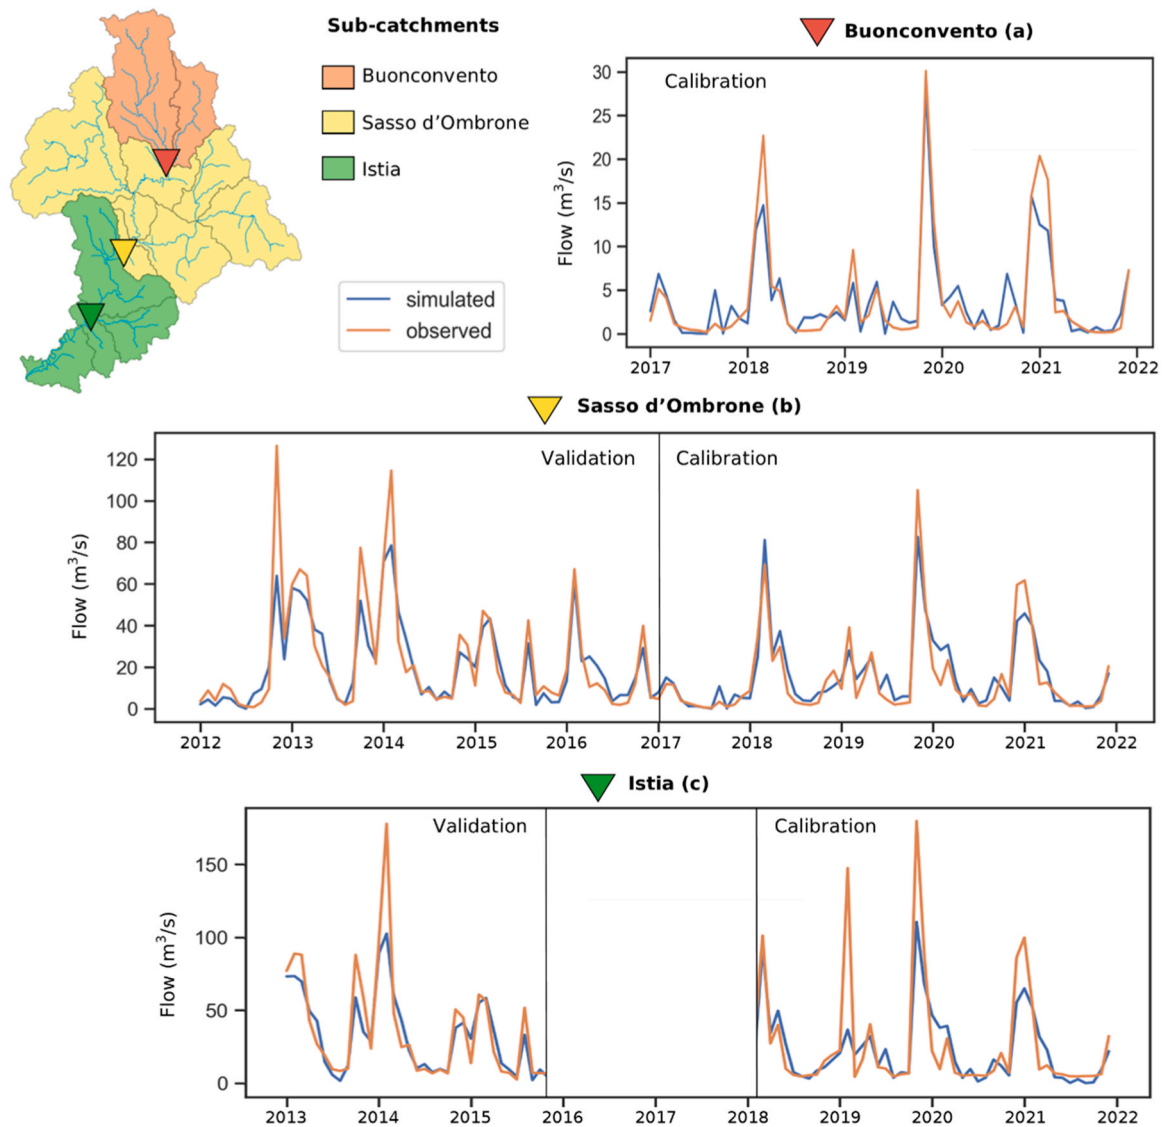 Sub-catchments
Buonconvento
Sasso d'Ombrone
Istia
simulated
observed
Buonconvento (a)
Calibration
Flow (m³/s)
30
25
20
15
10
5
0
2017 2018 2019 2020 2021 2022
Sasso d'Ombrone (b)
Validation Calibration
Flow (m³/s)
120
100
80
60
40
20
0
2012 2013 2014 2015 2016 2017 2018 2019 2020 2021 2022
Istia (c)
Validation Calibration
Flow (m³/s)
150
100
50
0
2013 2014 2015 2016 2017 2018 2019 2020 2021 2022